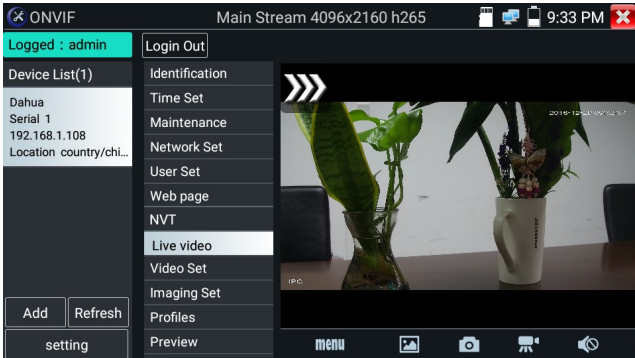 ONVIF
Main Stream 4096x2160 h265
9:33 PM
Logged : admin
Login Out
Device List(1)
Dahua
Serial 1
192.168.1.108
Location country/chi...
Add
Refresh
setting
Identification
Time Set
Maintenance
Network Set
User Set
Web page
NVT
Live video
Video Set
Imaging Set
Profiles
Preview
IPC
menu